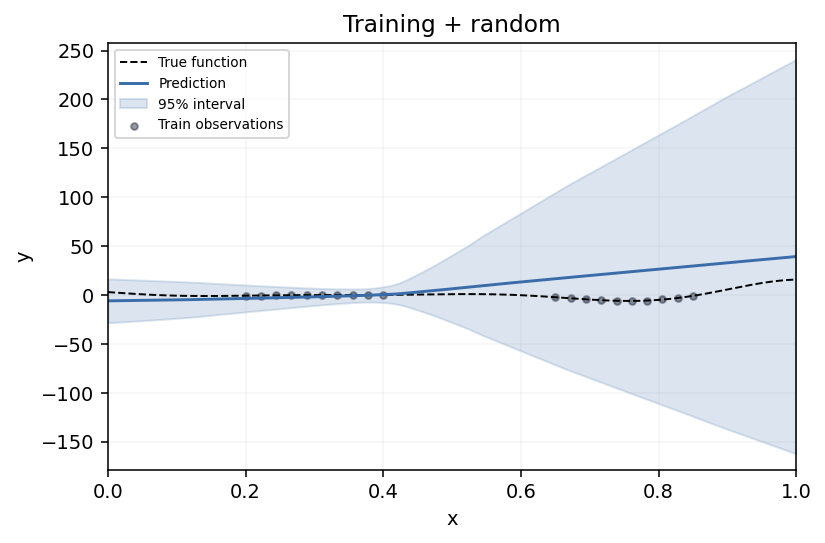 Training + random
250
200
150
100
50
0
−50
−100
−150
y
True function
Prediction
95% interval
Train observations
0.0 0.2 0.4 0.6 0.8 1.0
x